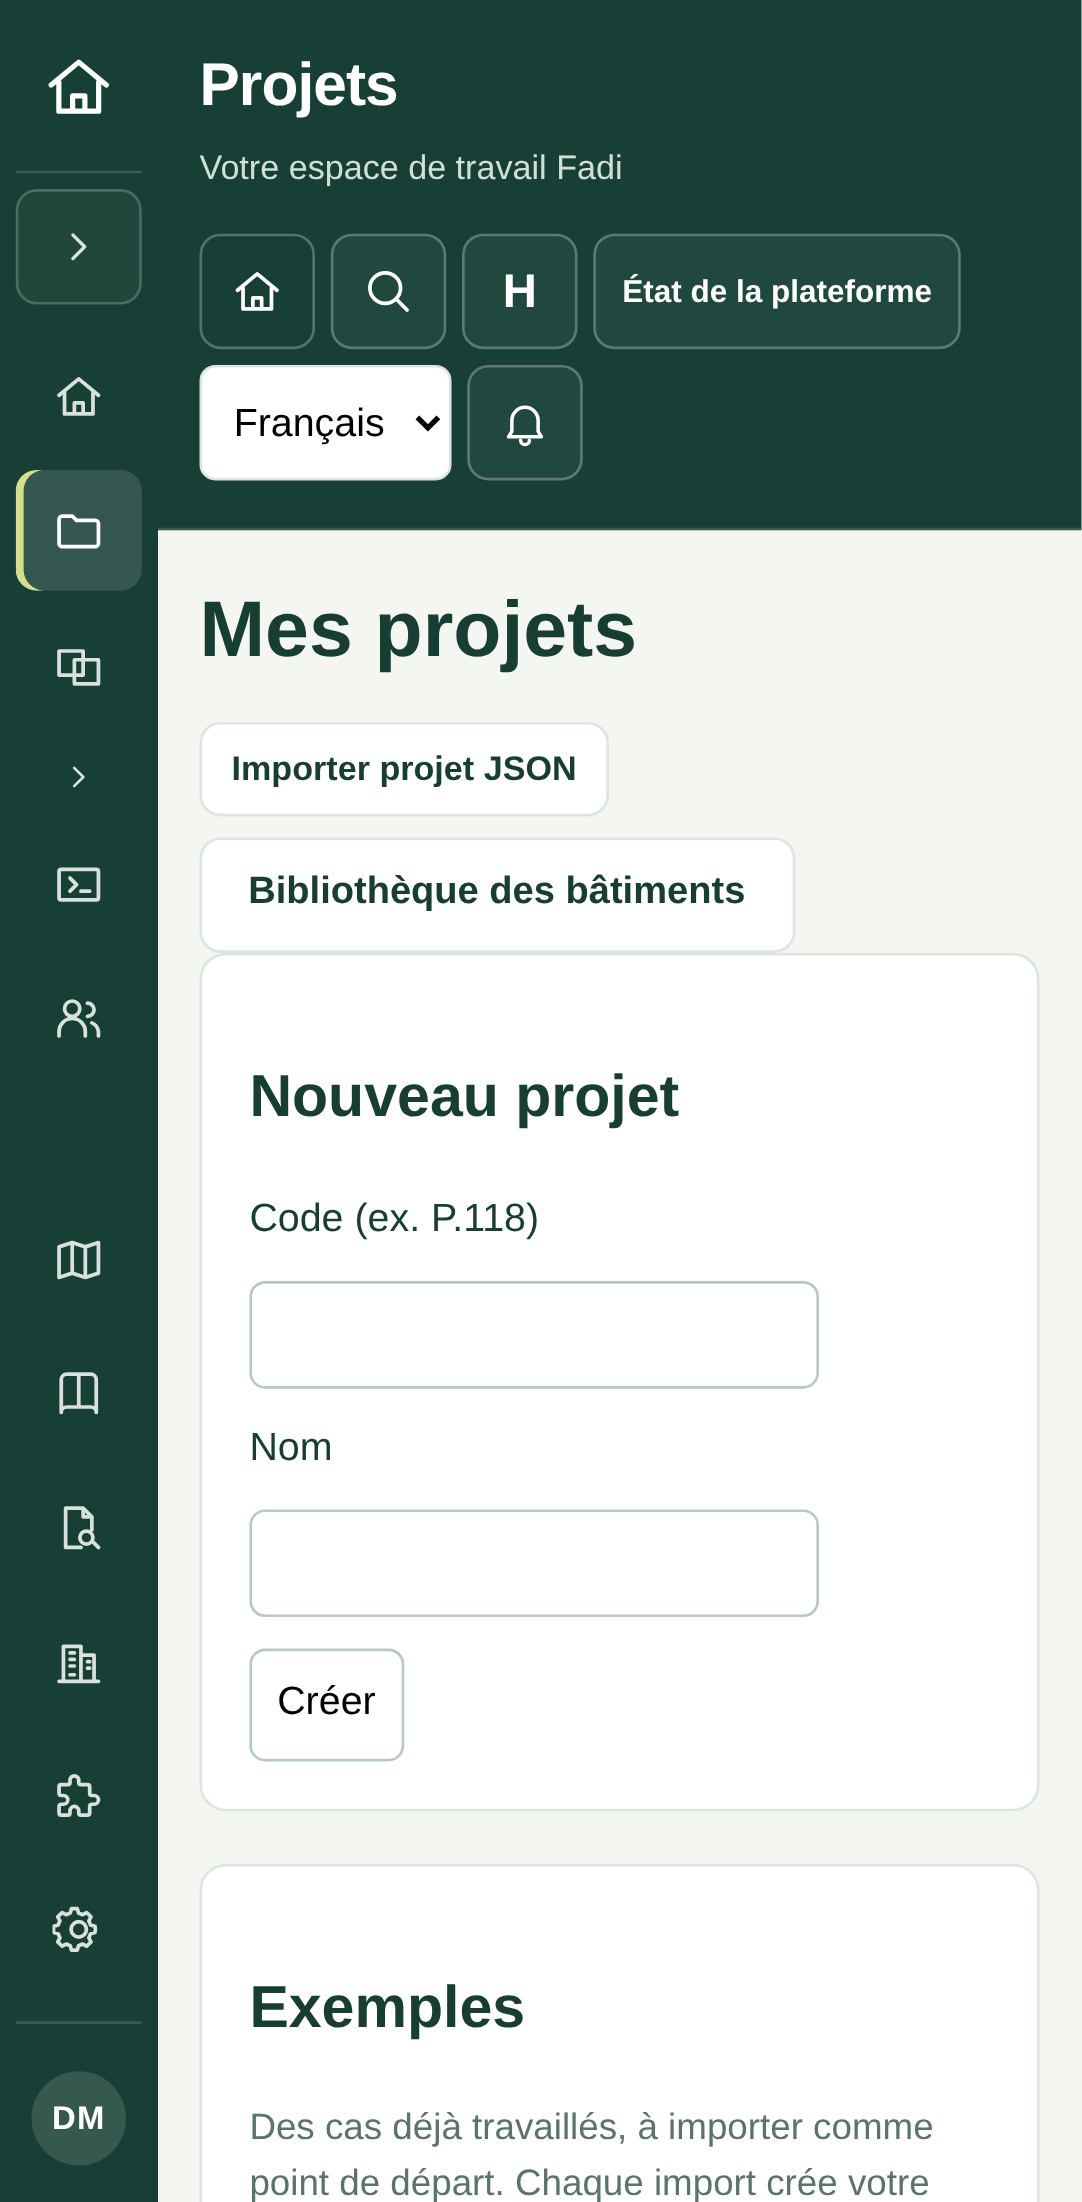 Projets
Votre espace de travail Fadi
H
État de la plateforme
Français
Mes projets
Importer projet JSON
Bibliothèque des bâtiments
Nouveau projet
Code (ex. P.118)
Nom
Créer
Exemples
Des cas déjà travaillés, à importer comme
point de départ. Chaque import crée votre
DM